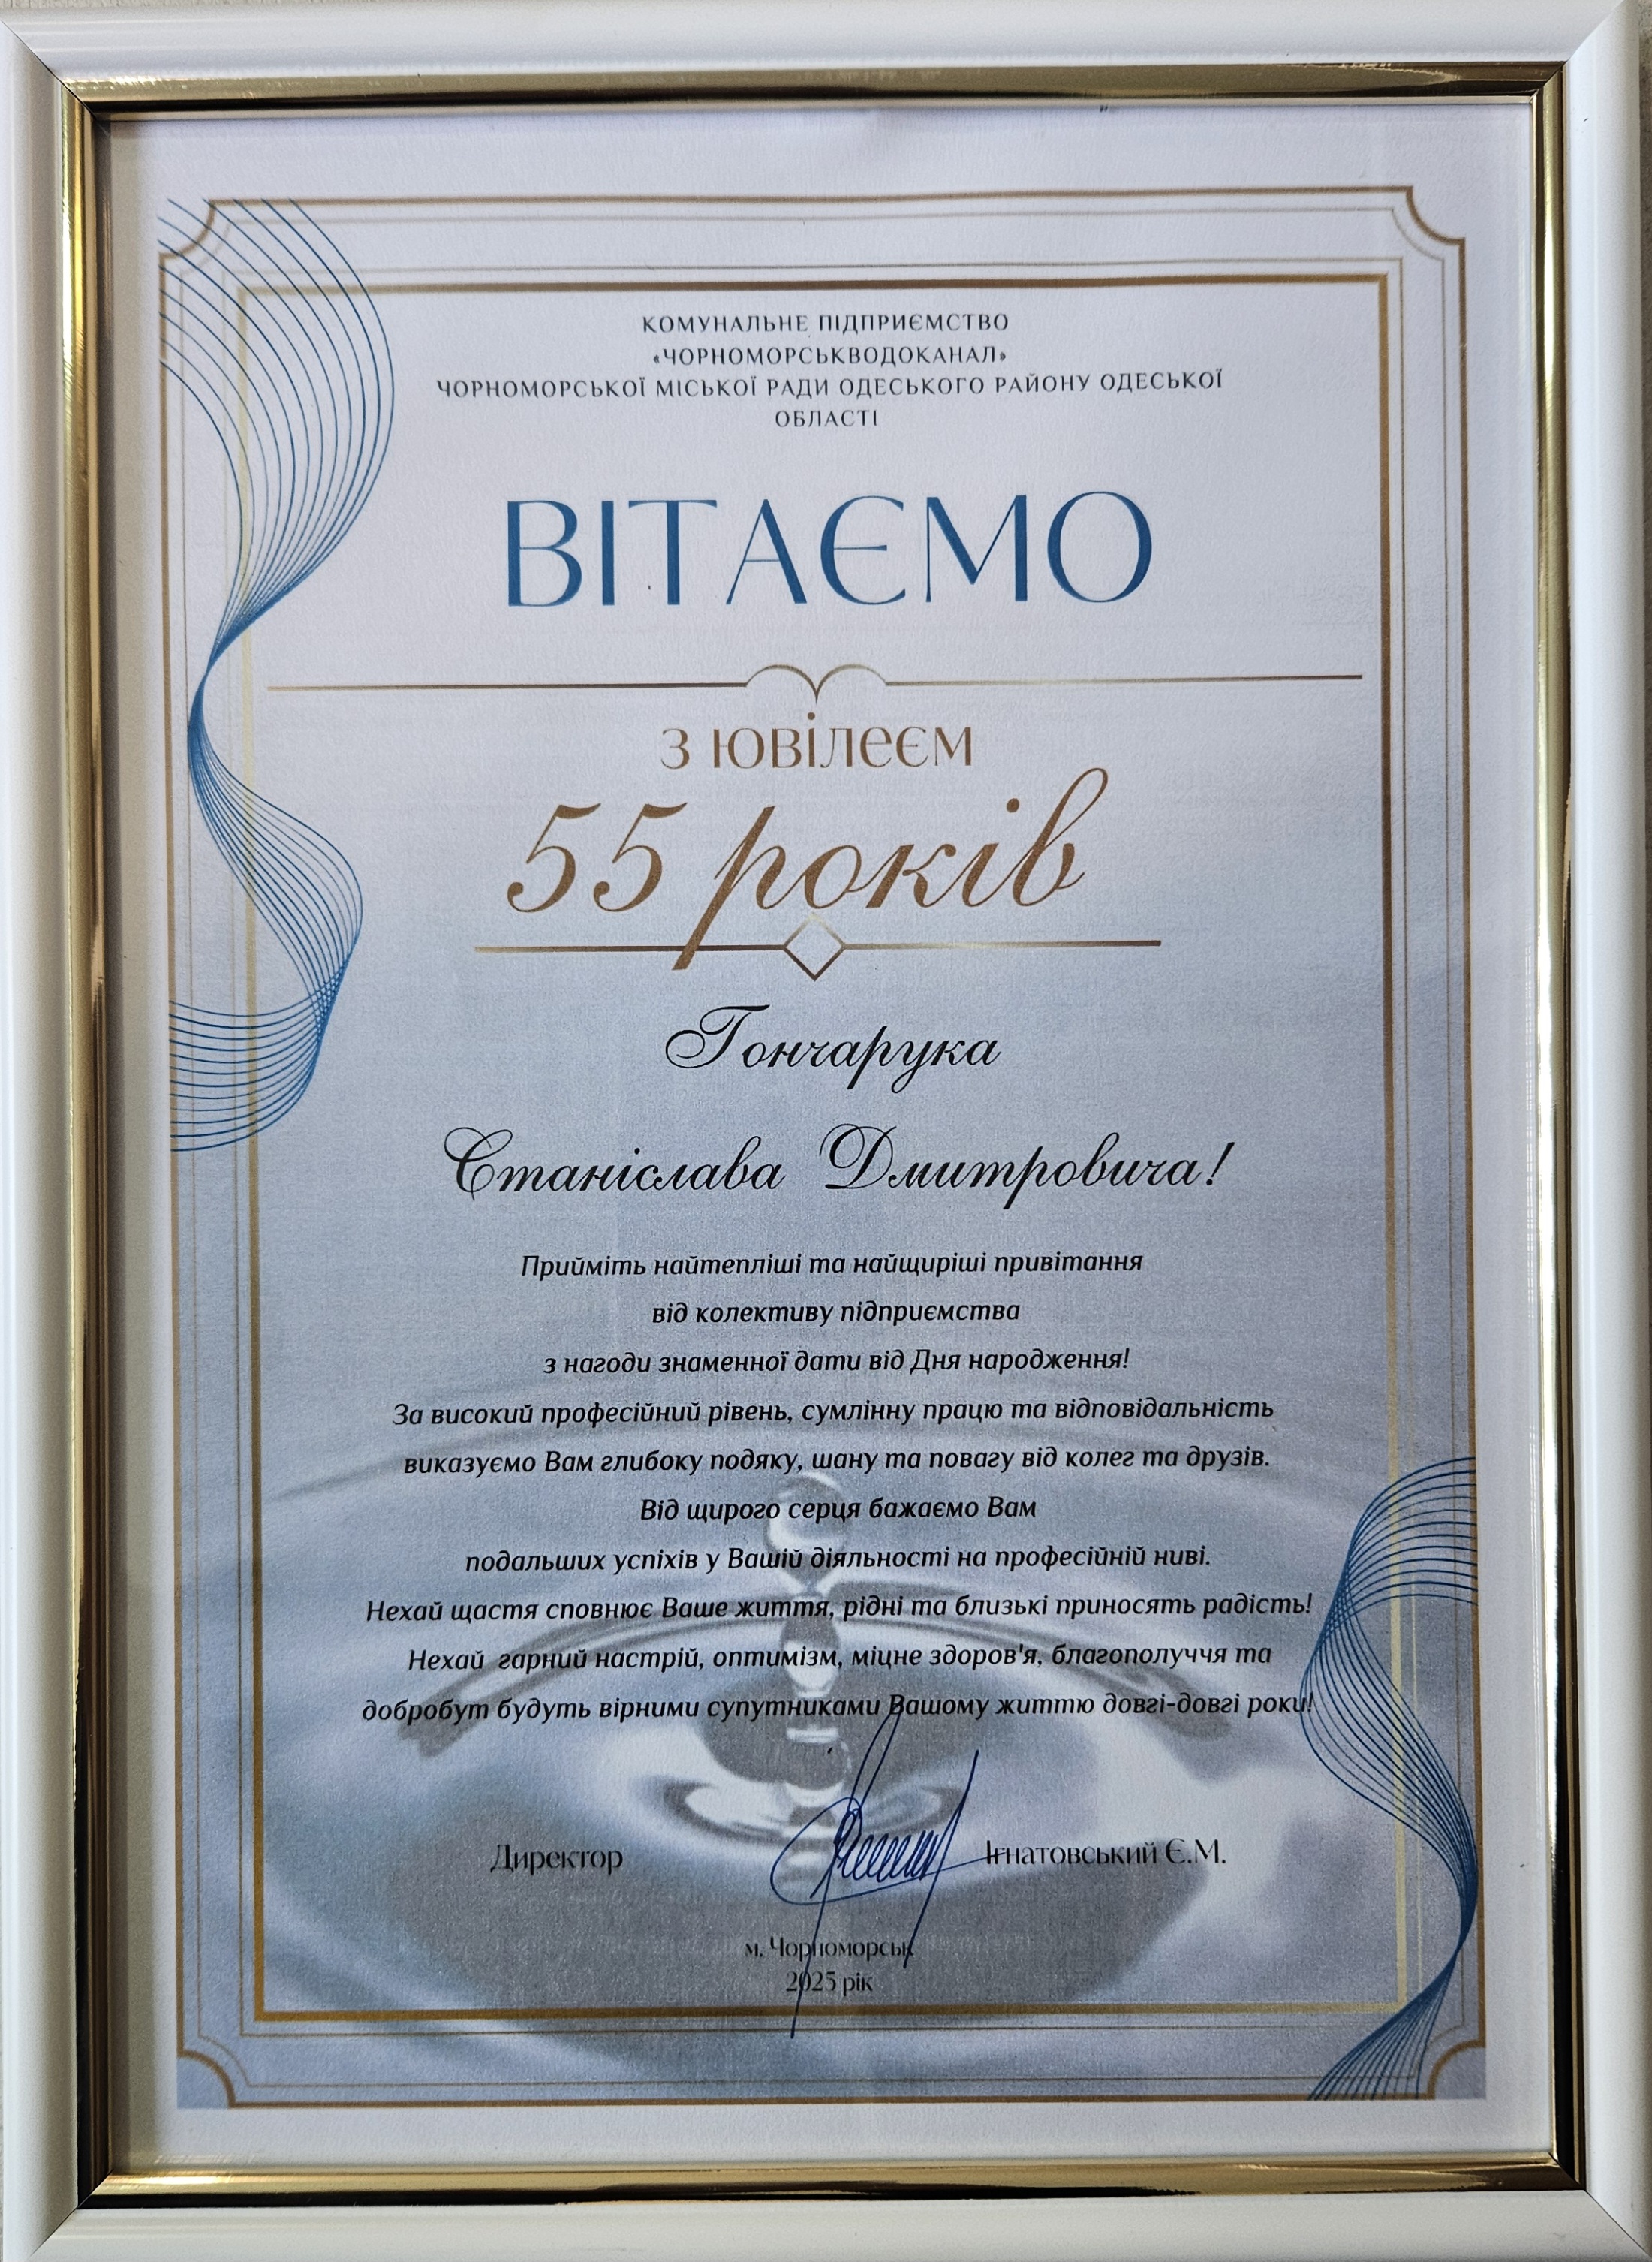 КОМУНАЛЬНЕ ПІДПРИЄМСТВО
«ЧОРНОМОРСЬКВОДОКАНАЛ»
ЧОРНОМОРСЬКОЇ МІСЬКОЇ РАДИ ОДЕСЬКОГО РАЙОНУ ОДЕСЬКОЇ
ОБЛАСТІ
ВІТАЄМО
з ювілеєм
55 років
Гончарука
Станіслава Дмитровича!
Прийміть найтепліші та найщиріші привітання
від колективу підприємства
з нагоди знаменної дати від Дня народження!
За високий професійний рівень, сумлінну працю та відповідальність
виказуємо Вам глибоку подяку, шану та повагу від колег та друзів.
Від щирого серця бажаємо Вам
подальших успіхів у Вашій діяльності на професійній ниві.
Нехай щастя сповнює Ваше життя, рідні та близькі приносять радість!
Нехай гарний настрій, оптимізм, міцне здоров'я, благополуччя та
добробут будуть вірними супутниками Вашому життю довгі-довгі роки!
Директор Ігнатовський Є.М.
м. Чорноморськ
2025 рік